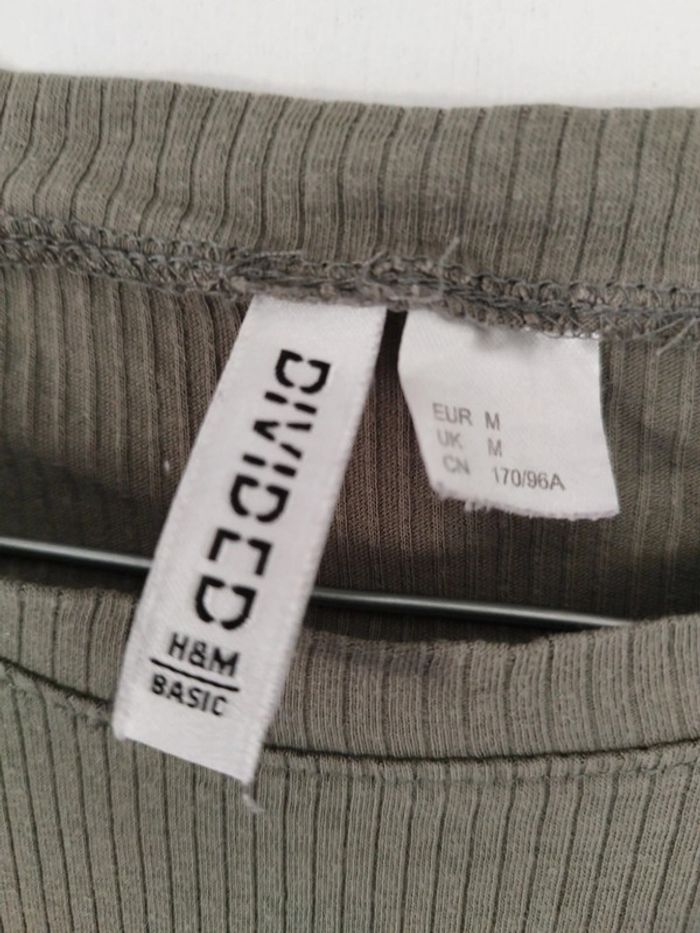 DIVIDED
H&M
BASIC
EUR M
UK M
CN 170/96A